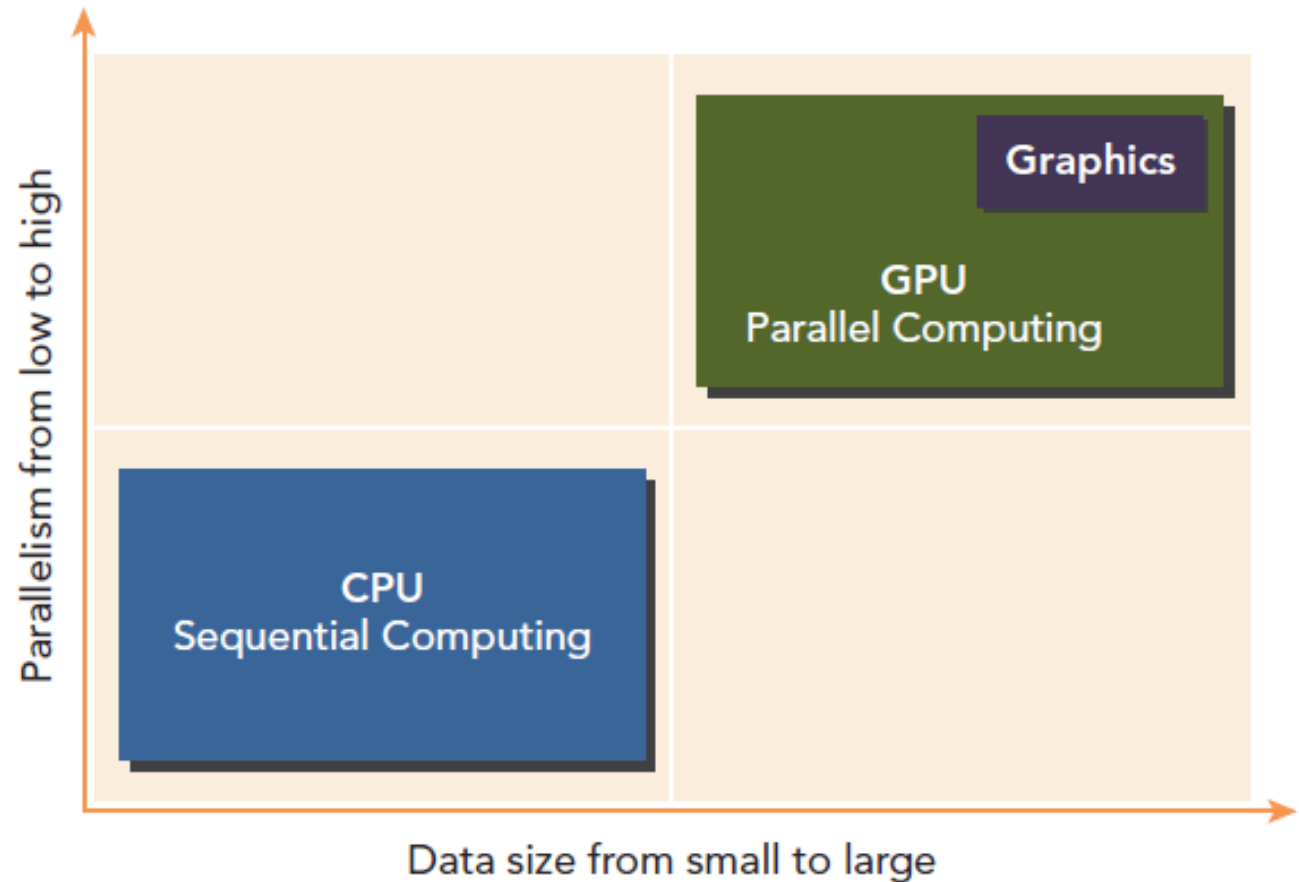 Parallelism from low to high
Graphics
GPU
Parallel Computing
CPU
Sequential Computing
Data size from small to large